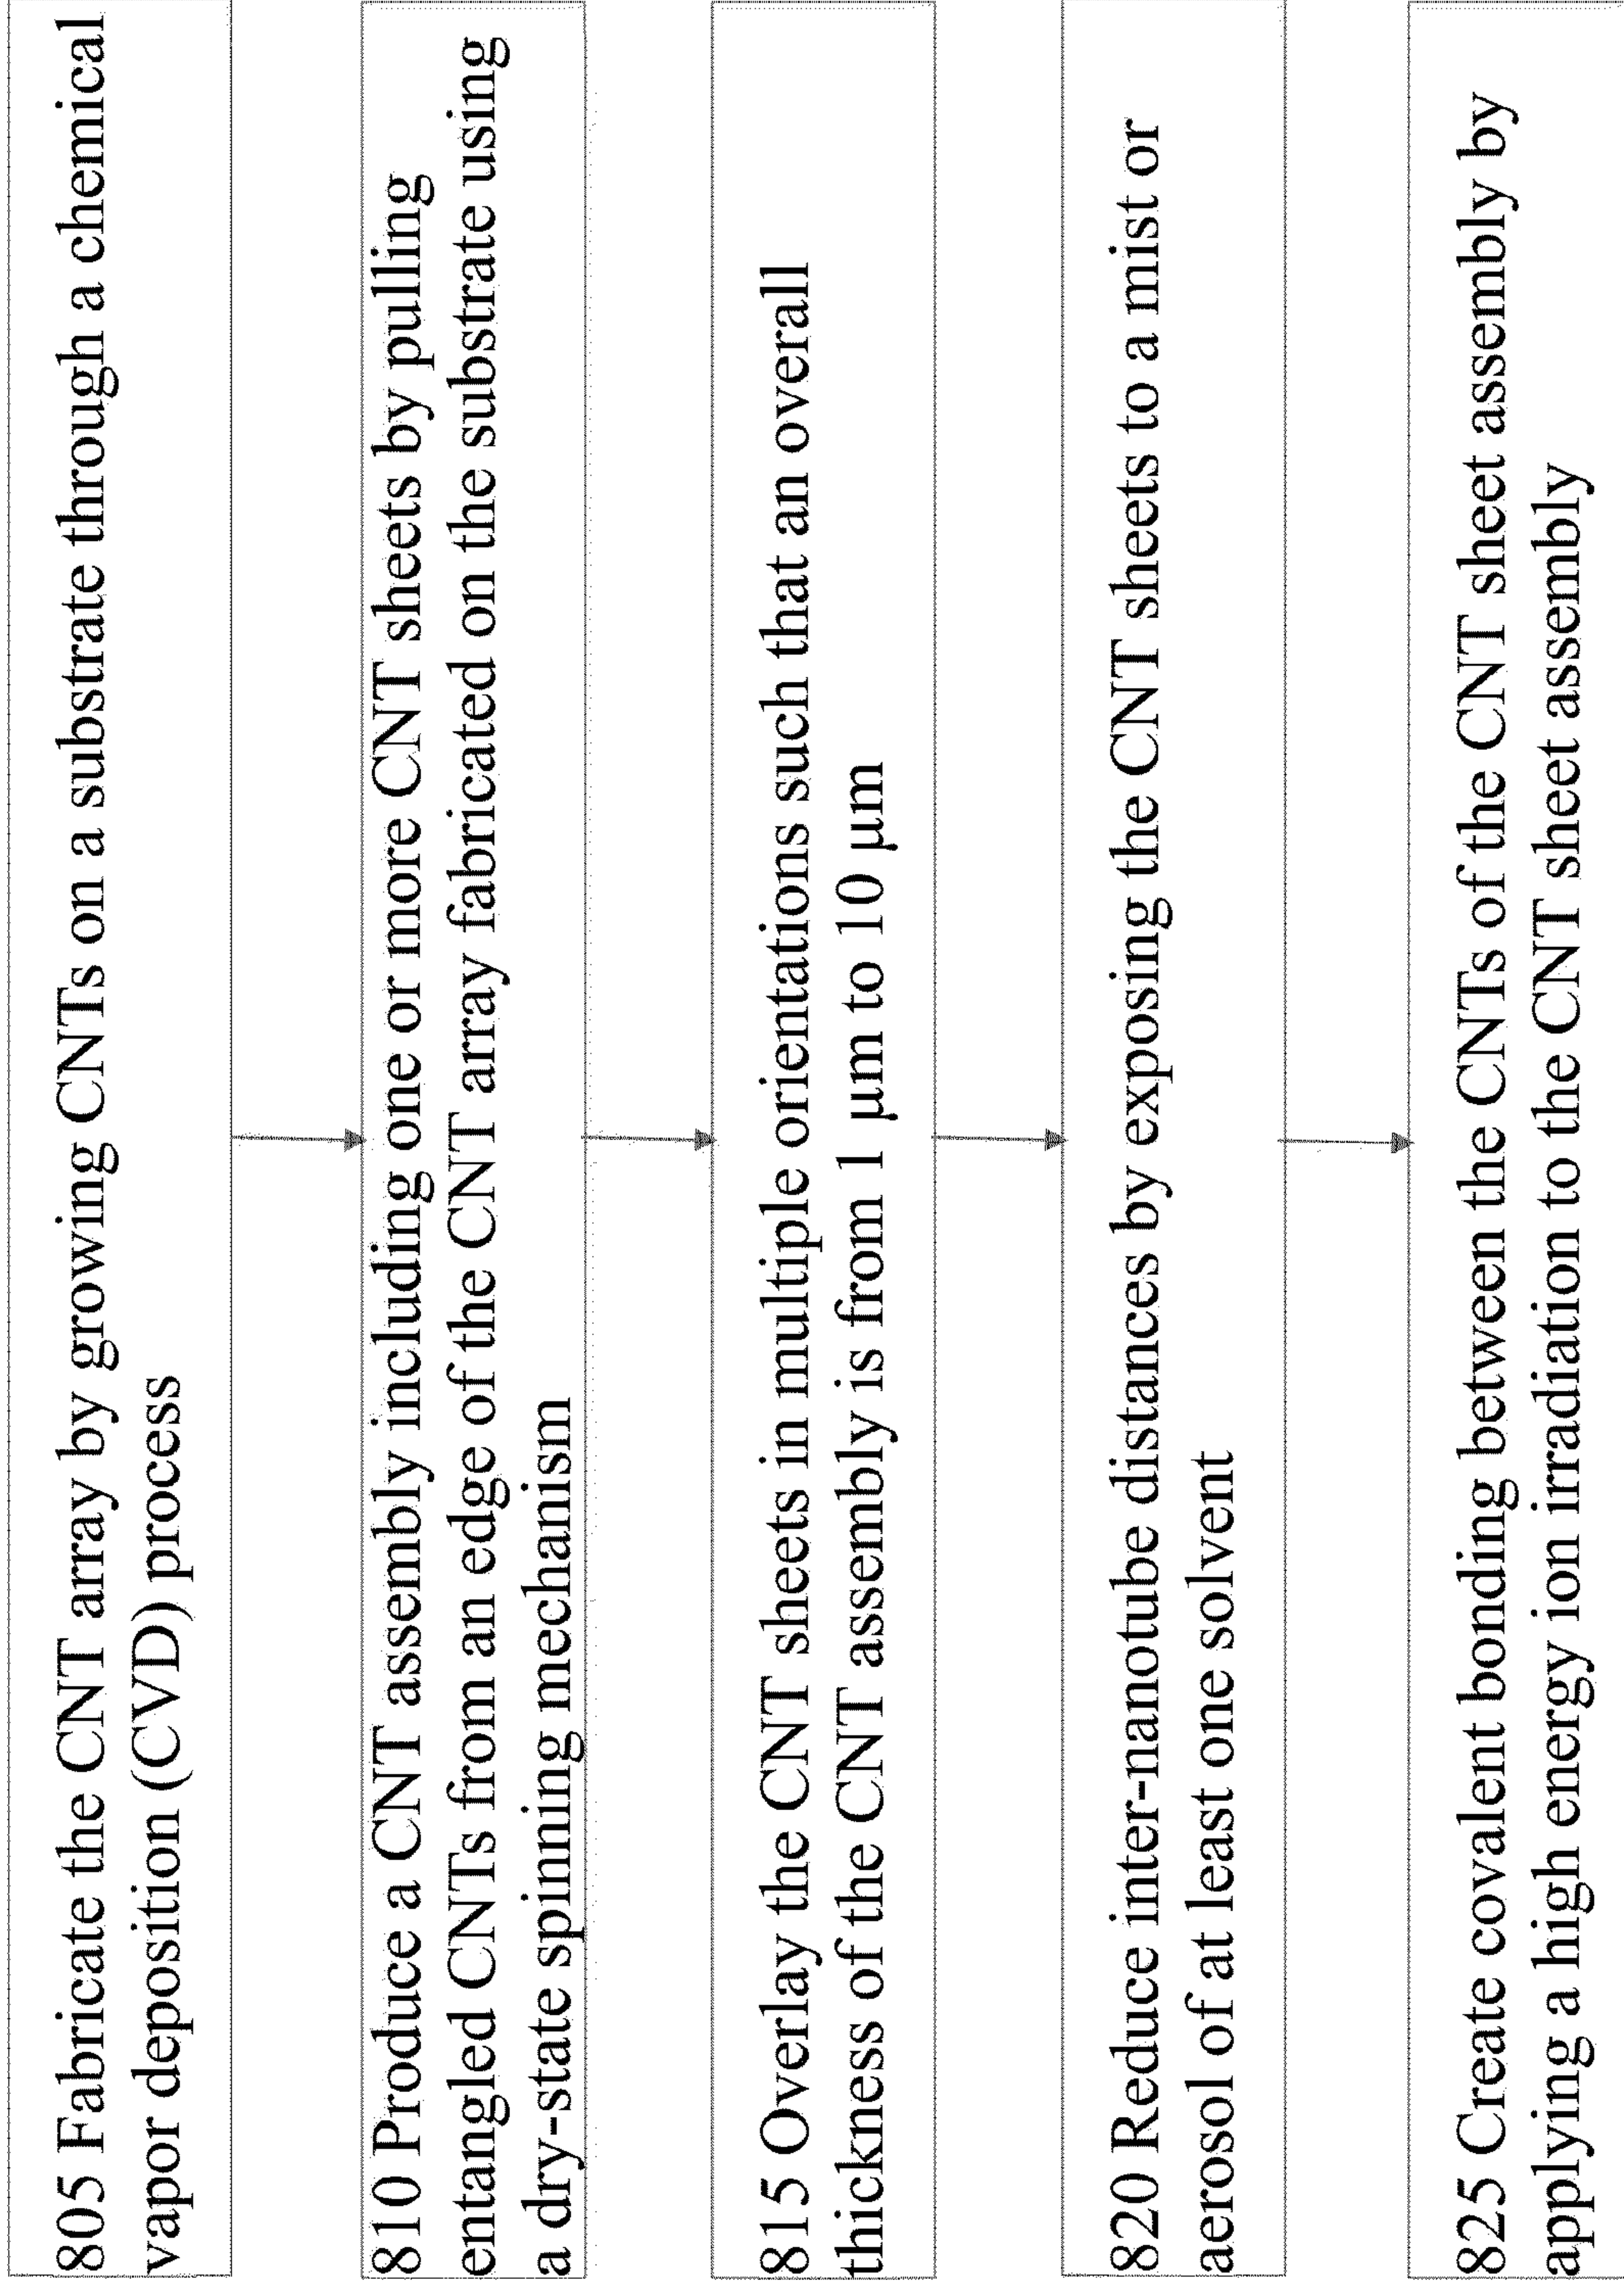 805 Fabricate the CNT array by growing CNTs on a substrate through a chemical
vapor deposition (CVD) process
810 Produce a CNT assembly including one or more CNT sheets by pulling
entangled CNTs from an edge of the CNT array fabricated on the substrate using
a dry-state spinning mechanism
815 Overlay the CNT sheets in multiple orientations such that an overall
thickness of the CNT assembly is from 1 µm to 10 µm
820 Reduce inter-nanotube distances by exposing the CNT sheets to a mist or
aerosol of at least one solvent
825 Create covalent bonding between the CNTs of the CNT sheet assembly by
applying a high energy ion irradiation to the CNT sheet assembly